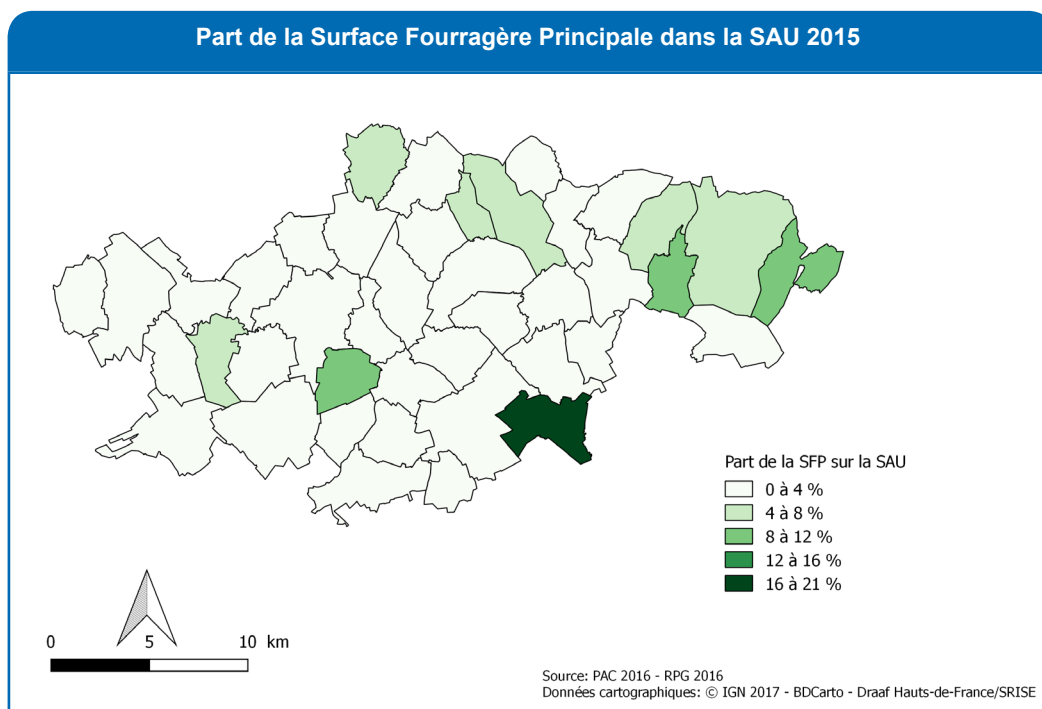 Part de la Surface Fourragère Principale dans la SAU 2015
Part de la SFP sur la SAU
0 à 4 %
4 à 8 %
8 à 12 %
12 à 16 %
16 à 21 %
0 5 10 km
Source: PAC 2016 - RPG 2016
Données cartographiques: © IGN 2017 - BDCarto - Draaf Hauts-de-France/SRISE